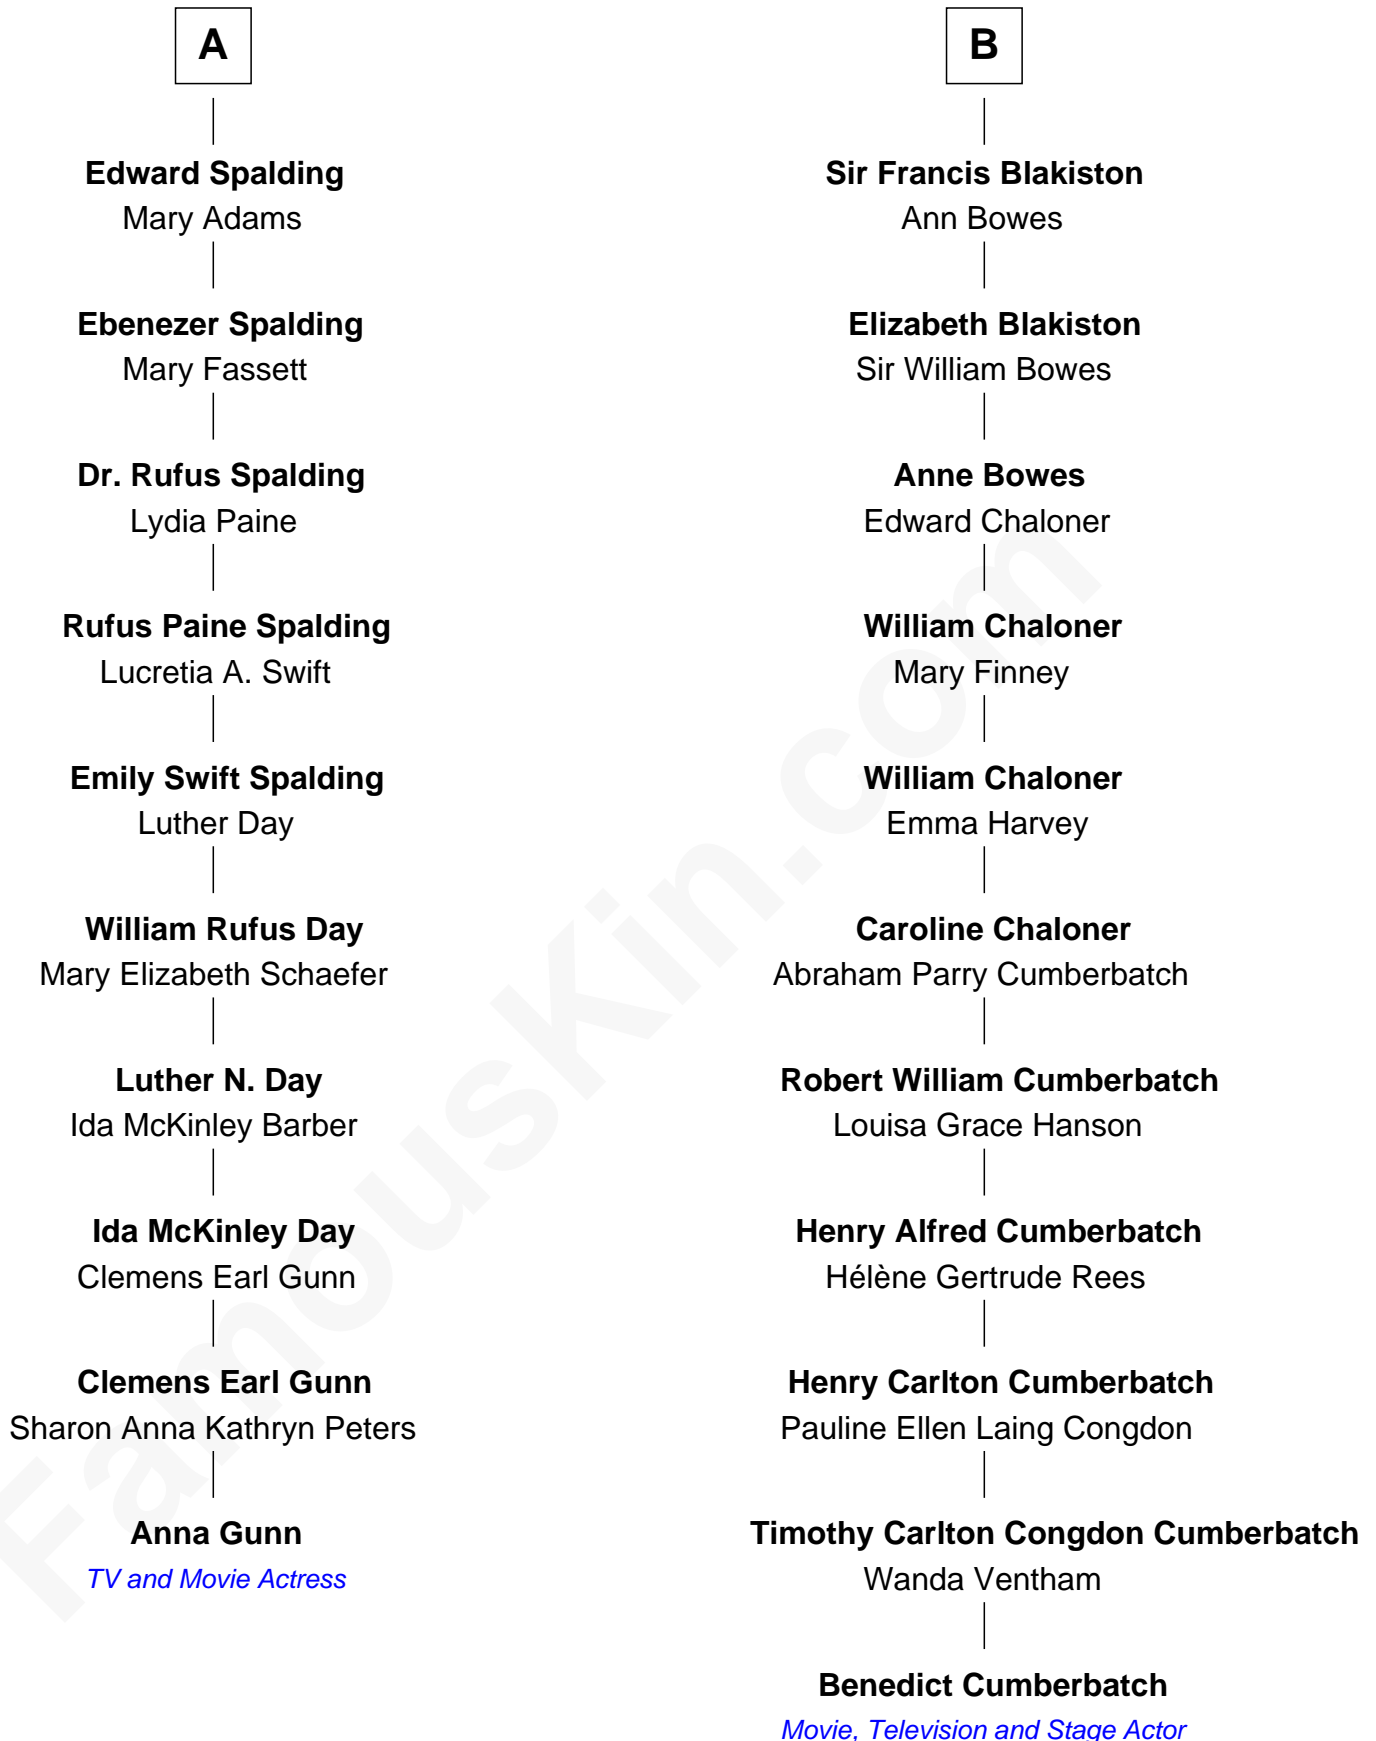 A
Edward Spalding
Mary Adams
Ebenezer Spalding
Mary Fassett
Dr. Rufus Spalding
Lydia Paine
Rufus Paine Spalding
Lucretia A. Swift
Emily Swift Spalding
Luther Day
William Rufus Day
Mary Elizabeth Schaefer
Luther N. Day
Ida McKinley Barber
Ida McKinley Day
Clemens Earl Gunn
Clemens Earl Gunn
Sharon Anna Kathryn Peters
Anna Gunn
TV and Movie Actress
B
Sir Francis Blakiston
Ann Bowes
Elizabeth Blakiston
Sir William Bowes
Anne Bowes
Edward Chaloner
William Chaloner
Mary Finney
William Chaloner
Emma Harvey
Caroline Chaloner
Abraham Parry Cumberbatch
Robert William Cumberbatch
Louisa Grace Hanson
Henry Alfred Cumberbatch
Hélène Gertrude Rees
Henry Carlton Cumberbatch
Pauline Ellen Laing Congdon
Timothy Carlton Congdon Cumberbatch
Wanda Ventham
Benedict Cumberbatch
Movie, Television and Stage Actor
FamousKin.com